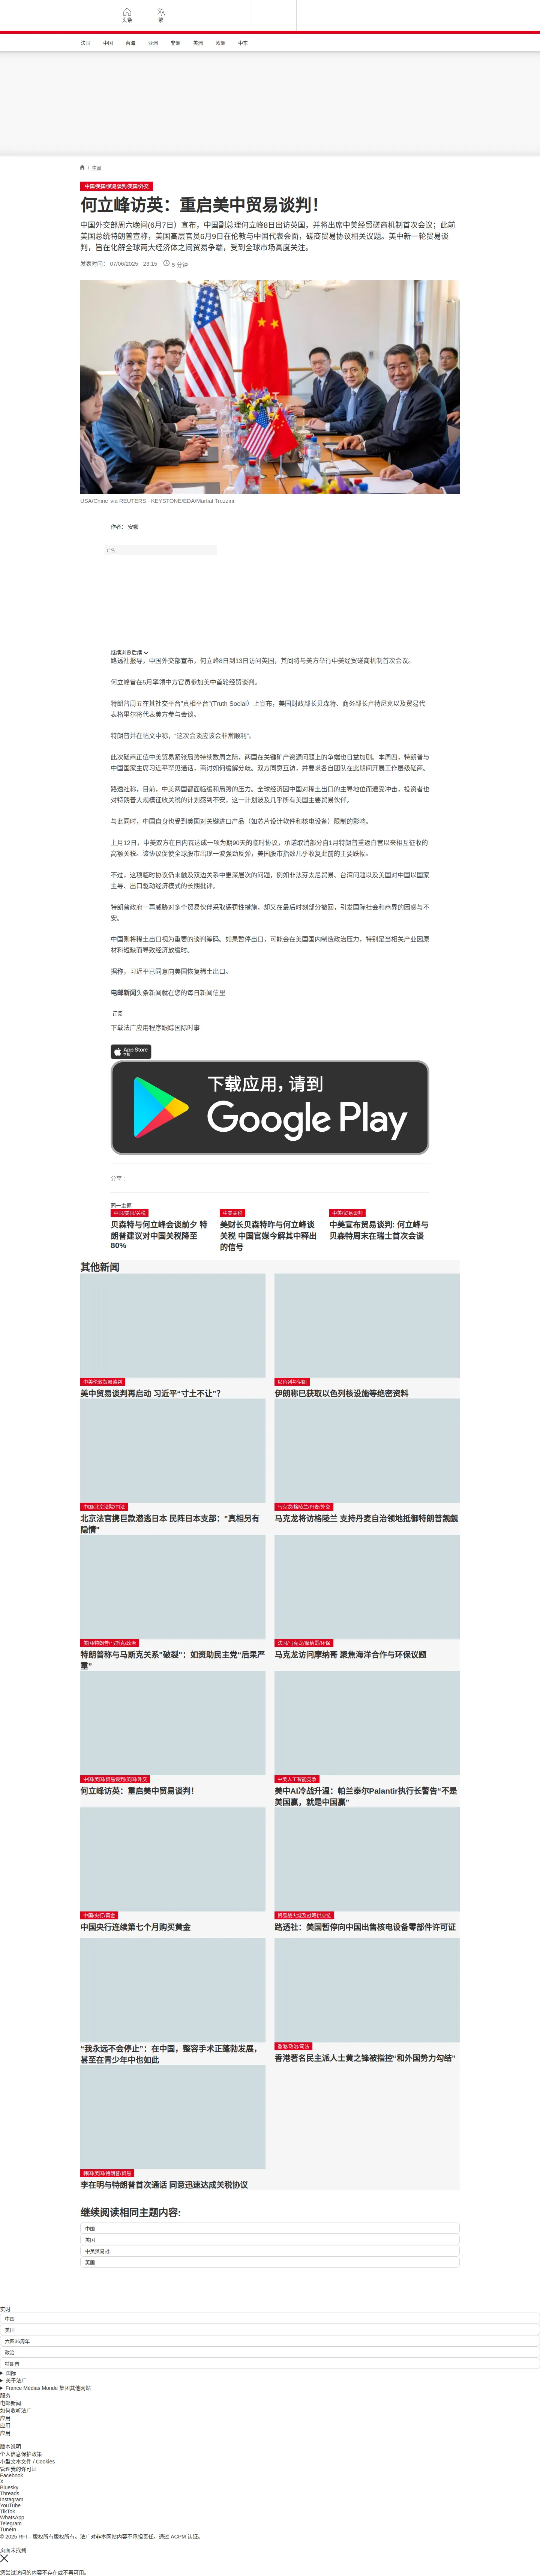 头条
繁
法国
中国
台海
亚洲
非洲
美洲
欧洲
中东
/ 中国
中国/美国/贸易谈判/英国/外交
何立峰访英：重启美中贸易谈判！
中国外交部周六晚间(6月7日）宣布，中国副总理何立峰8日出访英国，并将出席中美经贸磋商机制首次会议；此前
美国总统特朗普宣称，美国高层官员6月9日在伦敦与中国代表会面，磋商贸易协议相关议题。美中新一轮贸易谈
判，旨在化解全球两大经济体之间贸易争端，受到全球市场高度关注。
发表时间： 07/06/2025 - 23:15 5 分钟
USA/Chine via REUTERS - KEYSTONE/EDA/Martial Trezzini
作者： 安娜
广告
继续浏览后续
路透社报导，中国外交部宣布，何立峰8日到13日访问英国，其间将与美方举行中美经贸磋商机制首次会议。
何立峰曾在5月率领中方官员参加美中首轮经贸谈判。
特朗普周五在其社交平台"真相平台"(Truth Social）上宣布，美国财政部长贝森特、商务部长卢特尼克以及贸易代
表格里尔将代表美方参与会谈。
特朗普并在帖文中称，“这次会谈应该会非常顺利”。
此次磋商正值中美贸易紧张局势持续数周之际，两国在关键矿产资源问题上的争端也日益加剧。本周四，特朗普与
中国国家主席习近平罕见通话，商讨如何缓解分歧。双方同意互访，并要求各自团队在此期间开展工作层级磋商。
路透社称，目前，中美两国都面临缓和局势的压力。全球经济因中国对稀土出口的主导地位而遭受冲击，投资者也
对特朗普大规模征收关税的计划感到不安，这一计划波及几乎所有美国主要贸易伙伴。
与此同时，中国自身也受到美国对关键进口产品（如芯片设计软件和核电设备）限制的影响。
上月12日，中美双方在日内瓦达成一项为期90天的临时协议，承诺取消部分自1月特朗普重返白宫以来相互征收的
高额关税。该协议促使全球股市出现一波强劲反弹，美国股市指数几乎收复此前的主要跌幅。
不过，这项临时协议仍未触及双边关系中更深层次的问题，例如非法芬太尼贸易、台湾问题以及美国对中国以国家
主导、出口驱动经济模式的长期批评。
特朗普政府一再威胁对多个贸易伙伴采取惩罚性措施，却又在最后时刻部分撤回，引发国际社会和商界的困惑与不
安。
中国则将稀土出口视为重要的谈判筹码。如果暂停出口，可能会在美国国内制造政治压力，特别是当相关产业因原
材料短缺而导致经济放缓时。
据称，习近平已同意向美国恢复稀土出口。
电邮新闻头条新闻就在您的每日新闻信里
订阅
下载法广应用程序跟踪国际时事
App Store
下载
下载应用，请到
Google Play
分享 :
同一主题
中国/美国/关税
贝森特与何立峰会谈前夕 特
朗普建议对中国关税降至
80%
中美关税
美财长贝森特昨与何立峰谈
关税 中国官媒今解其中释出
的信号
中美/贸易谈判
中美宣布贸易谈判: 何立峰与
贝森特周末在瑞士首次会谈
其他新闻
中美伦敦贸易谈判
美中贸易谈判再启动 习近平“寸土不让”？
以色列与伊朗
伊朗称已获取以色列核设施等绝密资料
中国/北京法院/司法
北京法官携巨款潜逃日本 民阵日本支部："真相另有
隐情"
马克龙/格陵兰/丹麦/外交
马克龙将访格陵兰 支持丹麦自治领地抵御特朗普觊觎
美国/特朗普/马斯克/政治
特朗普称与马斯克关系"破裂"：如资助民主党“后果严
重”
法国/马克龙/摩纳哥/环保
马克龙访问摩纳哥 聚焦海洋合作与环保议题
中国/美国/贸易谈判/英国/外交
何立峰访英：重启美中贸易谈判！
中美人工智能竞争
美中AI冷战升温：帕兰泰尔Palantir执行长警告“不是
美国赢，就是中国赢”
中国/央行/黄金
中国央行连续第七个月购买黄金
贸易战火烧及战略供应链
路透社：美国暂停向中国出售核电设备零部件许可证
“我永远不会停止”：在中国，整容手术正蓬勃发展，
甚至在青少年中也如此
香港/政治/司法
香港著名民主派人士黄之锋被指控“和外国势力勾结”
韩国/美国/特朗普/贸易
李在明与特朗普首次通话 同意迅速达成关税协议
继续阅读相同主题内容:
中国
美国
中美贸易战
英国
实时
中国
美国
六四36周年
政治
特朗普
国际
关于法广
France Médias Monde 集团其他网站
服务
电邮新闻
如何收听法广
应用
应用
应用
版本说明
个人信息保护政策
小型文本文件 / Cookies
管理我的许可证
Facebook
X
Bluesky
Threads
Instagram
YouTube
TikTok
WhatsApp
Telegram
TuneIn
© 2025 RFI – 版权所有版权所有。法广对非本网站内容不承担责任。通过 ACPM 认证。
页面未找到
您尝试访问的内容不存在或不再可用。